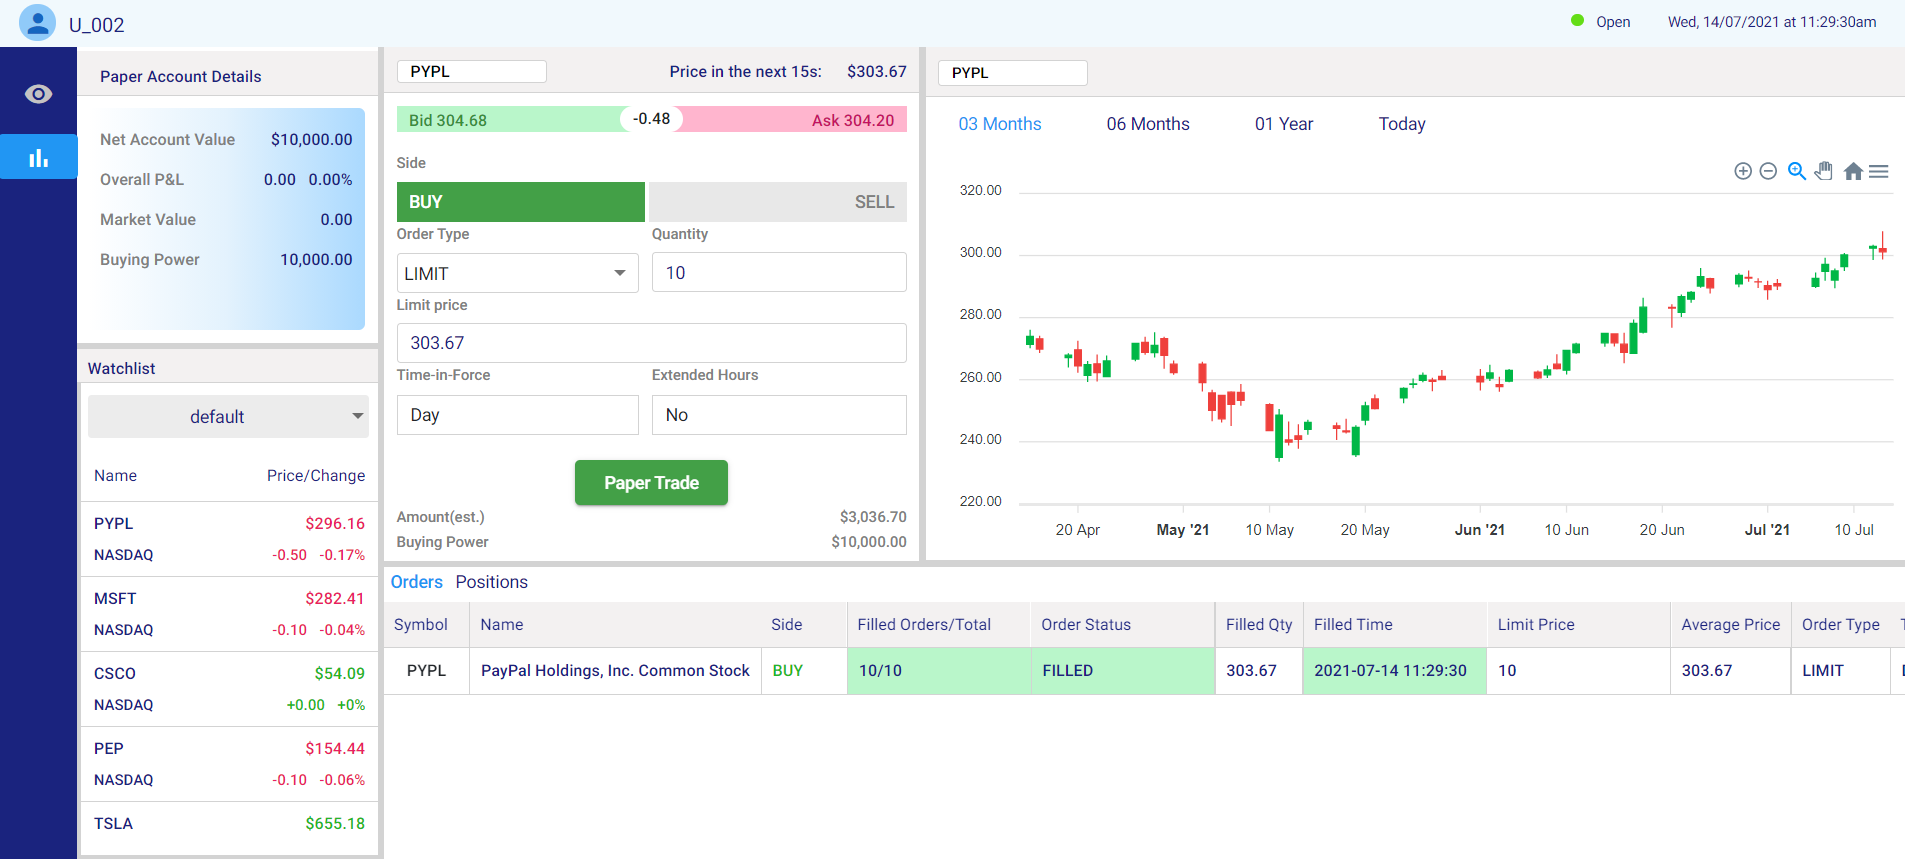 U_002
Open Wed, 14/07/2021 at 11:29:30am
Paper Account Details
Net Account Value $10,000.00
Overall P&L 0.00 0.00%
Market Value 0.00
Buying Power 10,000.00
Watchlist
default
Name Price/Change
PYPL $296.16
NASDAQ -0.50 -0.17%
MSFT $282.41
NASDAQ -0.10 -0.04%
CSCO $54.09
NASDAQ +0.00 +0%
PEP $154.44
NASDAQ -0.10 -0.06%
TSLA $655.18
PYPL Price in the next 15s: $303.67
Bid 304.68 -0.48 Ask 304.20
Side
BUY SELL
Order Type Quantity
LIMIT 10
Limit price
303.67
Time-in-Force Extended Hours
Day No
Paper Trade
Amount(est.) $3,036.70
Buying Power $10,000.00
PYPL
03 Months 06 Months 01 Year Today
320.00
300.00
280.00
260.00
240.00
220.00
20 Apr May '21 10 May 20 May Jun '21 10 Jun 20 Jun Jul '21 10 Jul
Orders Positions
Symbol Name Side Filled Orders/Total Order Status Filled Qty Filled Time Limit Price Average Price Order Type
PYPL PayPal Holdings, Inc. Common Stock BUY 10/10 FILLED 303.67 2021-07-14 11:29:30 10 303.67 LIMIT